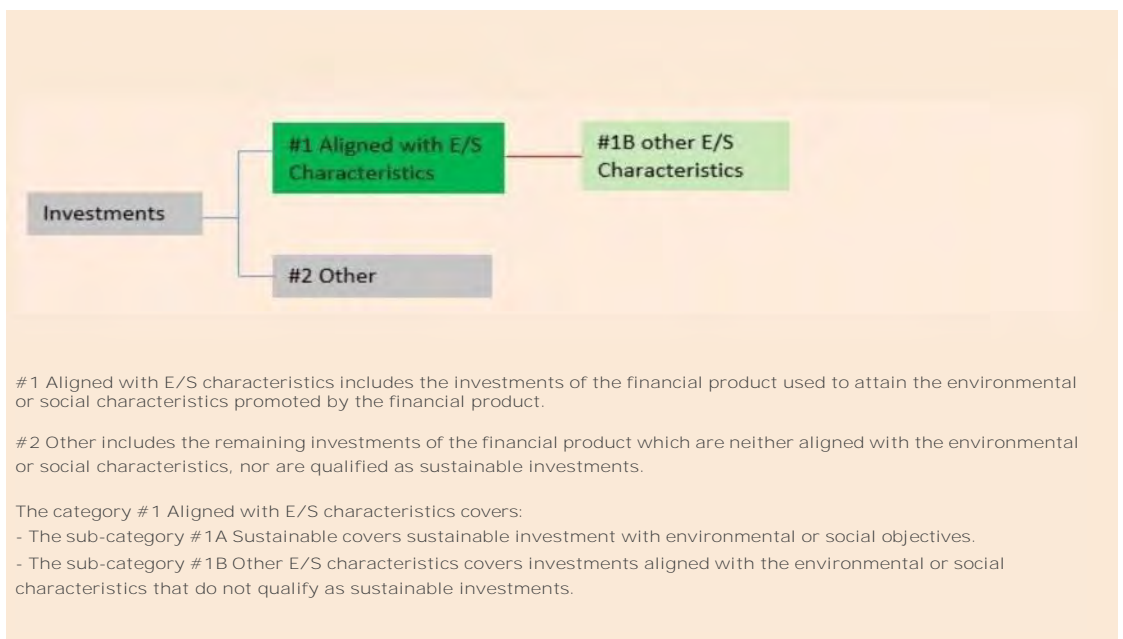 #1 Aligned with E/S
Characteristics
#1B other E/S
Characteristics
Investments
#2 Other
#1 Aligned with E/S characteristics includes the investments of the financial product used to attain the environmental
or social characteristics promoted by the financial product.
#2 Other includes the remaining investments of the financial product which are neither aligned with the environmental
or social characteristics, nor are qualified as sustainable investments.
The category #1 Aligned with E/S characteristics covers:
- The sub-category #1A Sustainable covers sustainable investment with environmental or social objectives.
- The sub-category #1B Other E/S characteristics covers investments aligned with the environmental or social
characteristics that do not qualify as sustainable investments.